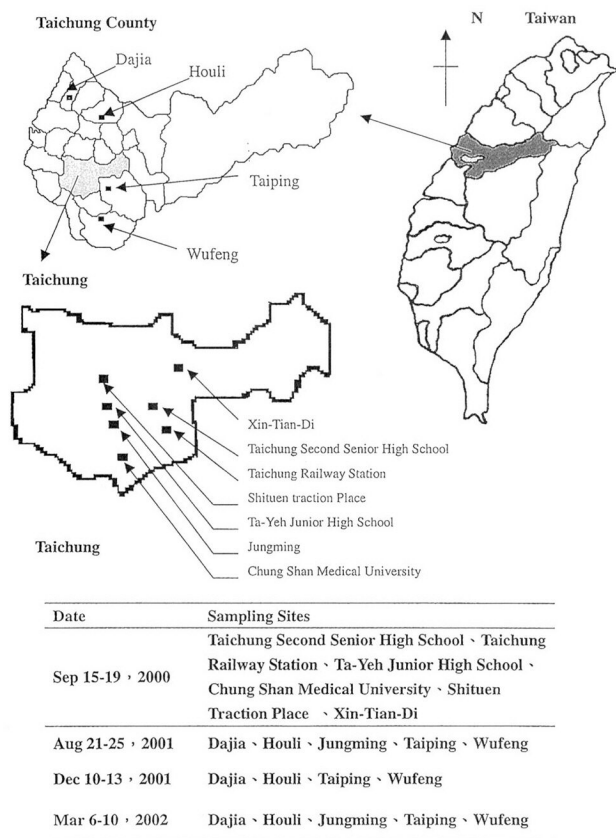 Taichung County
N Taiwan
Dajia
Houli
Taiping
Wufeng
Taichung
Xin-Tian-Di
Taichung Second Senior High School
Taichung Railway Station
Shituen traction Place
Ta-Yeh Junior High School
Jungming
Chung Shan Medical University
Taichung
Date Sampling Sites
Sep 15-19，2000
Taichung Second Senior High School、Taichung
Railway Station、Ta-Yeh Junior High School、
Chung Shan Medical University、Shituen
Traction Place 、Xin-Tian-Di
Aug 21-25，2001 Dajia、Houli、Jungming、Taiping、Wufeng
Dec 10-13，2001 Dajia、Houli、Taiping、Wufeng
Mar 6-10，2002 Dajia、Houli、Jungming、Taiping、Wufeng